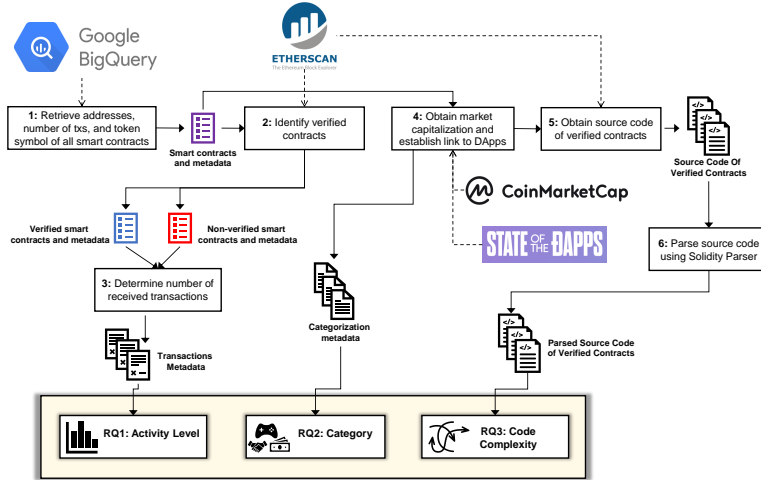 Google
BigQuery
ETHERSCAN
The Ethereum Block Explorer
1: Retrieve addresses,
number of txs, and token
symbol of all smart contracts
Smart contracts
and metadata
2: Identify verified
contracts
4: Obtain market
capitalization and
establish link to DApps
5: Obtain source code
of verified contracts
</>
</>
</>
Source Code Of
Verified Contracts
CoinMarketCap
STATE OF THE ĐAPPS
Verified smart
contracts and metadata
Non-verified smart
contracts and metadata
3: Determine number of
received transactions
6: Parse source code
using Solidity Parser
Categorization
metadata
Transactions
Metadata
</>
</>
</>
Parsed Source Code
of Verified Contracts
RQ1: Activity Level
RQ2: Category
RQ3: Code
Complexity